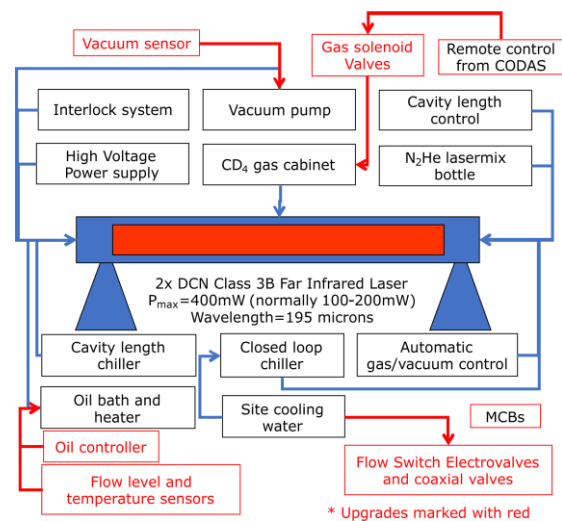 Vacuum sensor
Gas solenoid
Valves
Remote control
from CODAS
Interlock system
Vacuum pump
Cavity length
control
High Voltage
Power supply
CD₄ gas cabinet
N₂He lasermix
bottle
2x DCN Class 3B Far Infrared Laser
Pₘₐₓ=400mW (normally 100-200mW)
Wavelength=195 microns
Cavity length
chiller
Closed loop
chiller
Automatic
gas/vacuum control
Oil bath and
heater
Site cooling
water
MCBs
Oil controller
Flow level and
temperature sensors
Flow Switch Electrovalves
and coaxial valves
* Upgrades marked with red